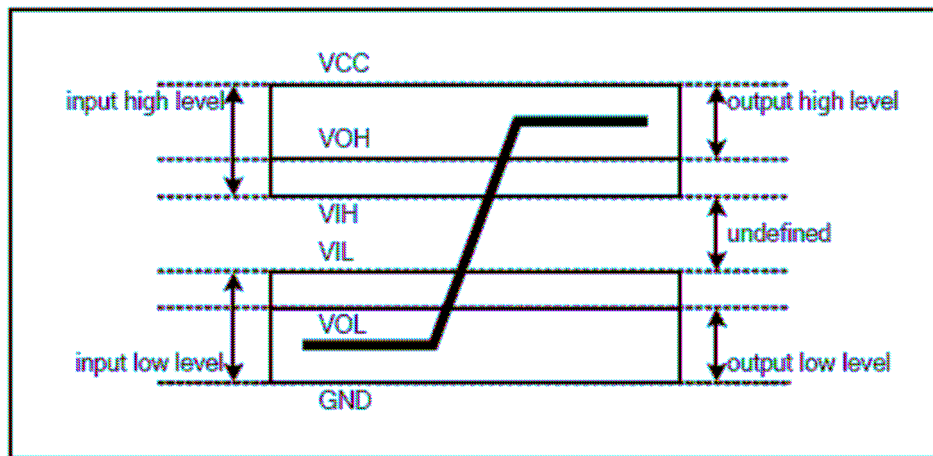 VCC
input high level
output high level
VOH
VIH
undefined
VIL
VOL
input low level
output low level
GND